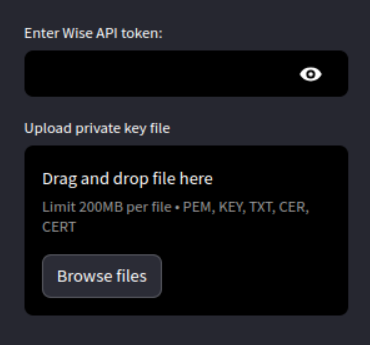 Enter Wise API token:
Upload private key file
Drag and drop file here
Limit 200MB per file • PEM, KEY, TXT, CER,
CERT
Browse files